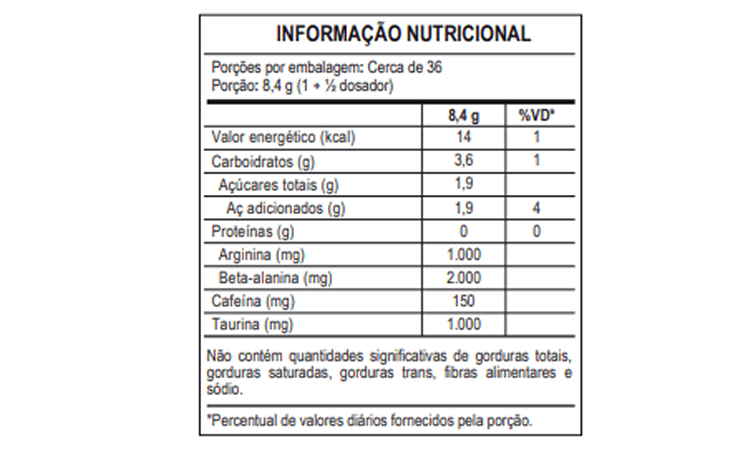 INFORMAÇÃO NUTRICIONAL
Porções por embalagem: Cerca de 36
Porção: 8,4 g (1 + ⅓ dosador)
8,4 g %VD*
Valor energético (kcal) 14 1
Carboidratos (g) 3,6 1
Açúcares totais (g) 1,9
Aç adicionados (g) 1,9 4
Proteínas (g) 0 0
Arginina (mg) 1.000
Beta-alanina (mg) 2.000
Cafeína (mg) 150
Taurina (mg) 1.000
Não contém quantidades significativas de gorduras totais,
gorduras saturadas, gorduras trans, fibras alimentares e
sódio.
*Percentual de valores diários fornecidos pela porção.